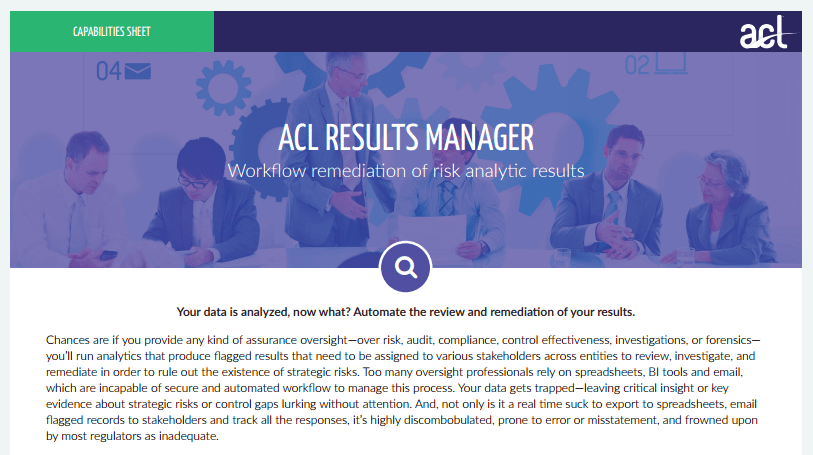 CAPABILITIES SHEET
acl
04
02
ACL RESULTS MANAGER
Workflow remediation of risk analytic results
Your data is analyzed, now what? Automate the review and remediation of your results.
Chances are if you provide any kind of assurance oversight—over risk, audit, compliance, control effectiveness, investigations, or forensics—
you’ll run analytics that produce flagged results that need to be assigned to various stakeholders across entities to review, investigate, and
remediate in order to rule out the existence of strategic risks. Too many oversight professionals rely on spreadsheets, BI tools and email,
which are incapable of secure and automated workflow to manage this process. Your data gets trapped—leaving critical insight or key
evidence about strategic risks or control gaps lurking without attention. And, not only is it a real time suck to export to spreadsheets, email
flagged records to stakeholders and track all the responses, it’s highly discombobulated, prone to error or misstatement, and frowned upon
by most regulators as inadequate.